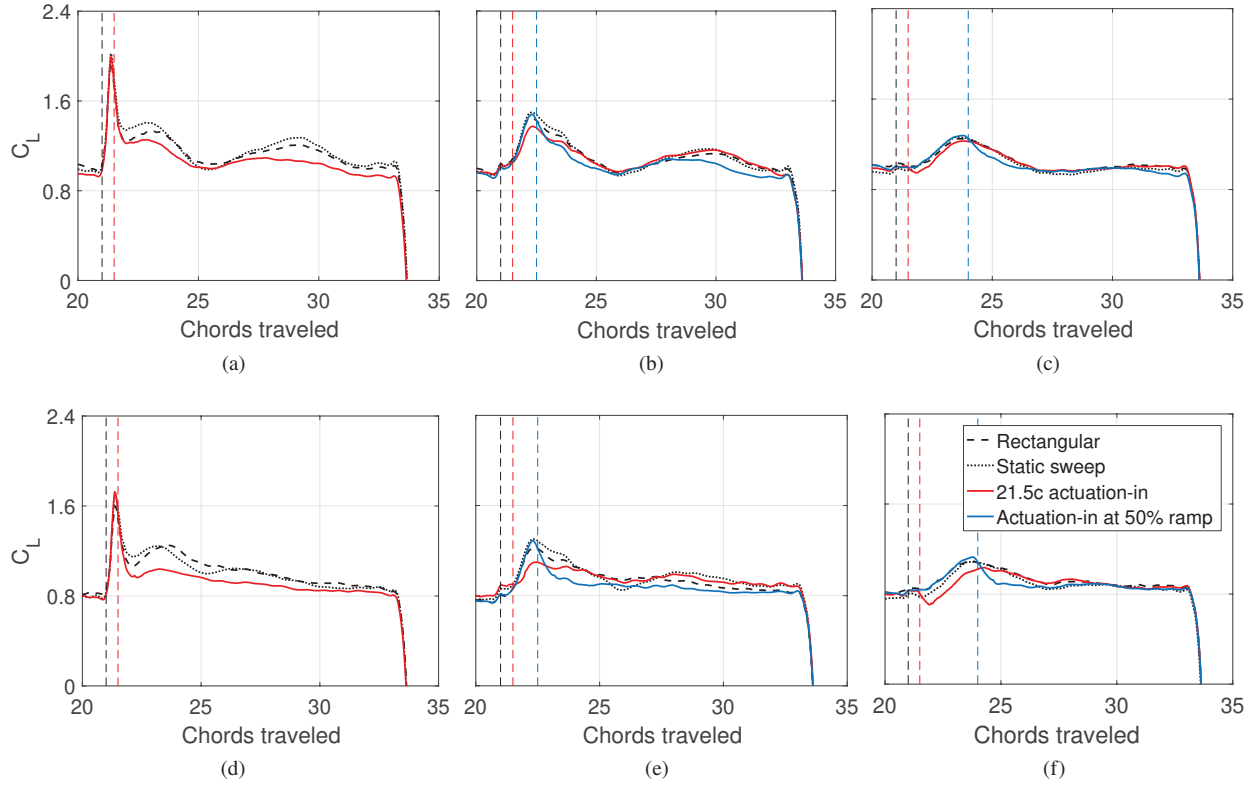 2.4
1.6
0.8
0
C_L
20 25 30 35
20 25 30 35
20 25 30 35
Chords traveled
Chords traveled
Chords traveled
(a)
(b)
(c)
2.4
1.6
0.8
0
C_L
Rectangular
Static sweep
21.5c actuation-in
Actuation-in at 50% ramp
20 25 30 35
20 25 30 35
20 25 30 35
Chords traveled
Chords traveled
Chords traveled
(d)
(e)
(f)